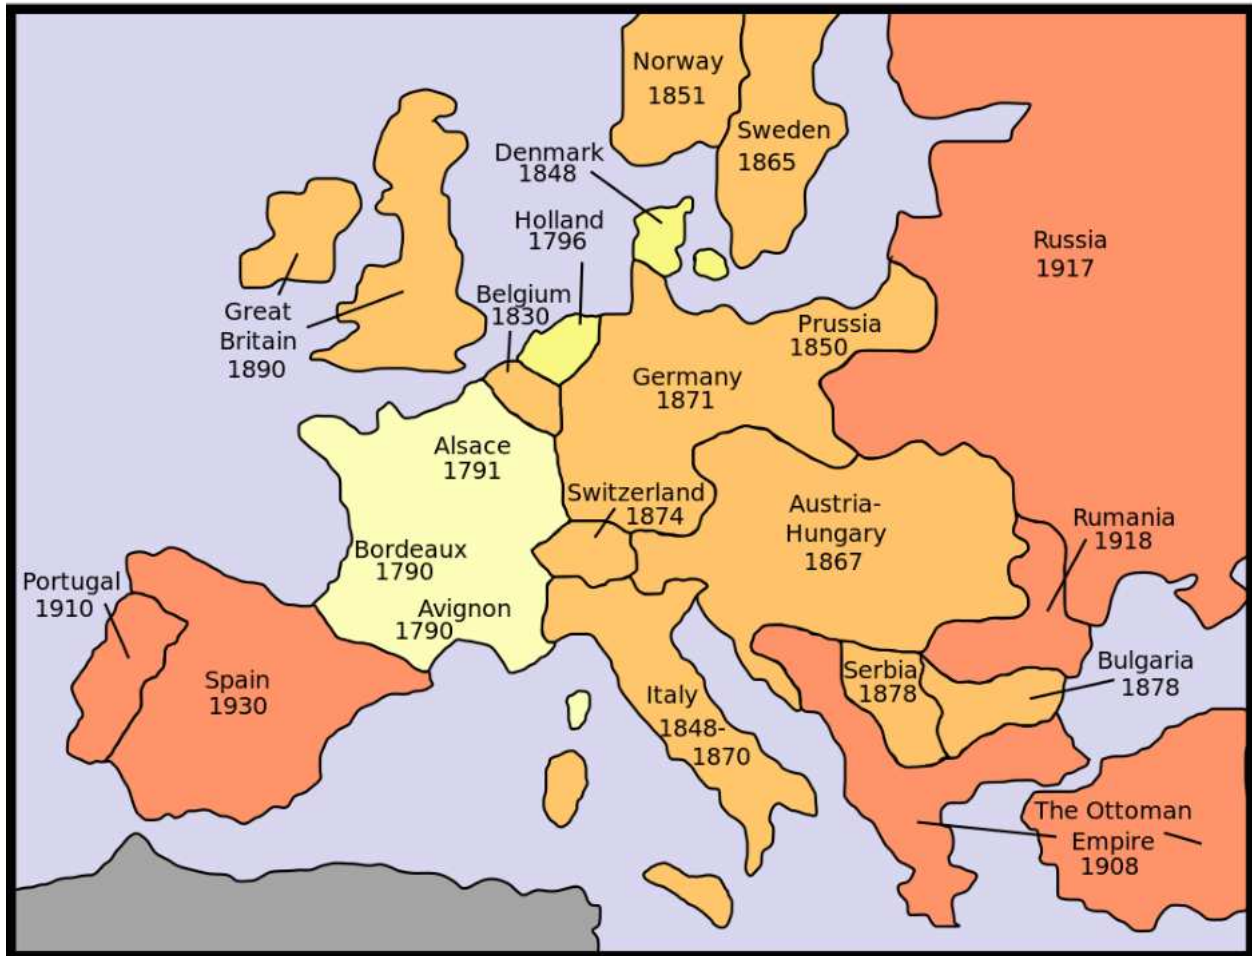 Norway
1851
Sweden
1865
Denmark
1848
Holland
1796
Russia
1917
Belgium
1830
Great
Britain
1890
Prussia
1850
Germany
1871
Alsace
1791
Switzerland
1874
Austria-
Hungary
1867
Rumania
1918
Bordeaux
1790
Portugal
1910
Avignon
1790
Spain
1930
Serbia
1878
Bulgaria
1878
Italy
1848-
1870
The Ottoman
Empire
1908